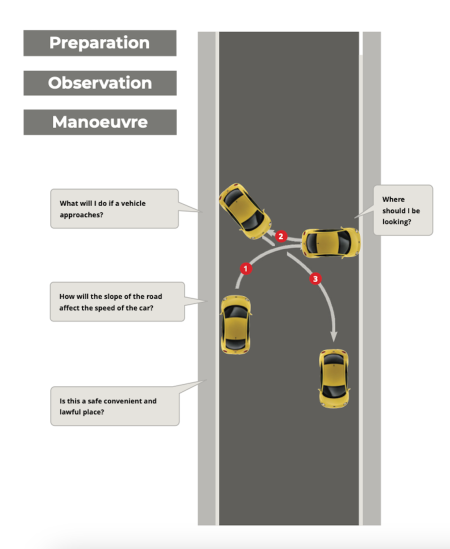 Preparation
Observation
Manoeuvre
What will I do if a vehicle
approaches?
Where
should I be
looking?
2
1
3
How will the slope of the road
affect the speed of the car?
Is this a safe convenient and
lawful place?